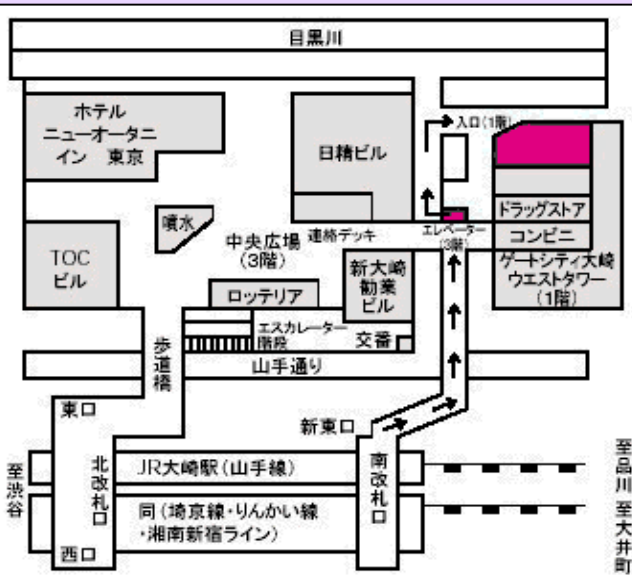 目黒川
ホテル
ニューオータニ
イン 東京
日精ビル
入口(1階)
ドラッグストア
コンビニ
ゲートシティ大崎
ウエストタワー
(1階)
エレベーター
(3階)
連絡デッキ
噴水
中央広場
(3階)
TOC
ビル
新大崎
勧業
ビル
ロッテリア
エスカレーター
階段
交番
歩道橋
山手通り
東口
新東口
至渋谷
北改札口
JR大崎駅(山手線)
南改札口
同(埼京線・りんかい線
・湘南新宿ライン)
西口
至品川
至大井町